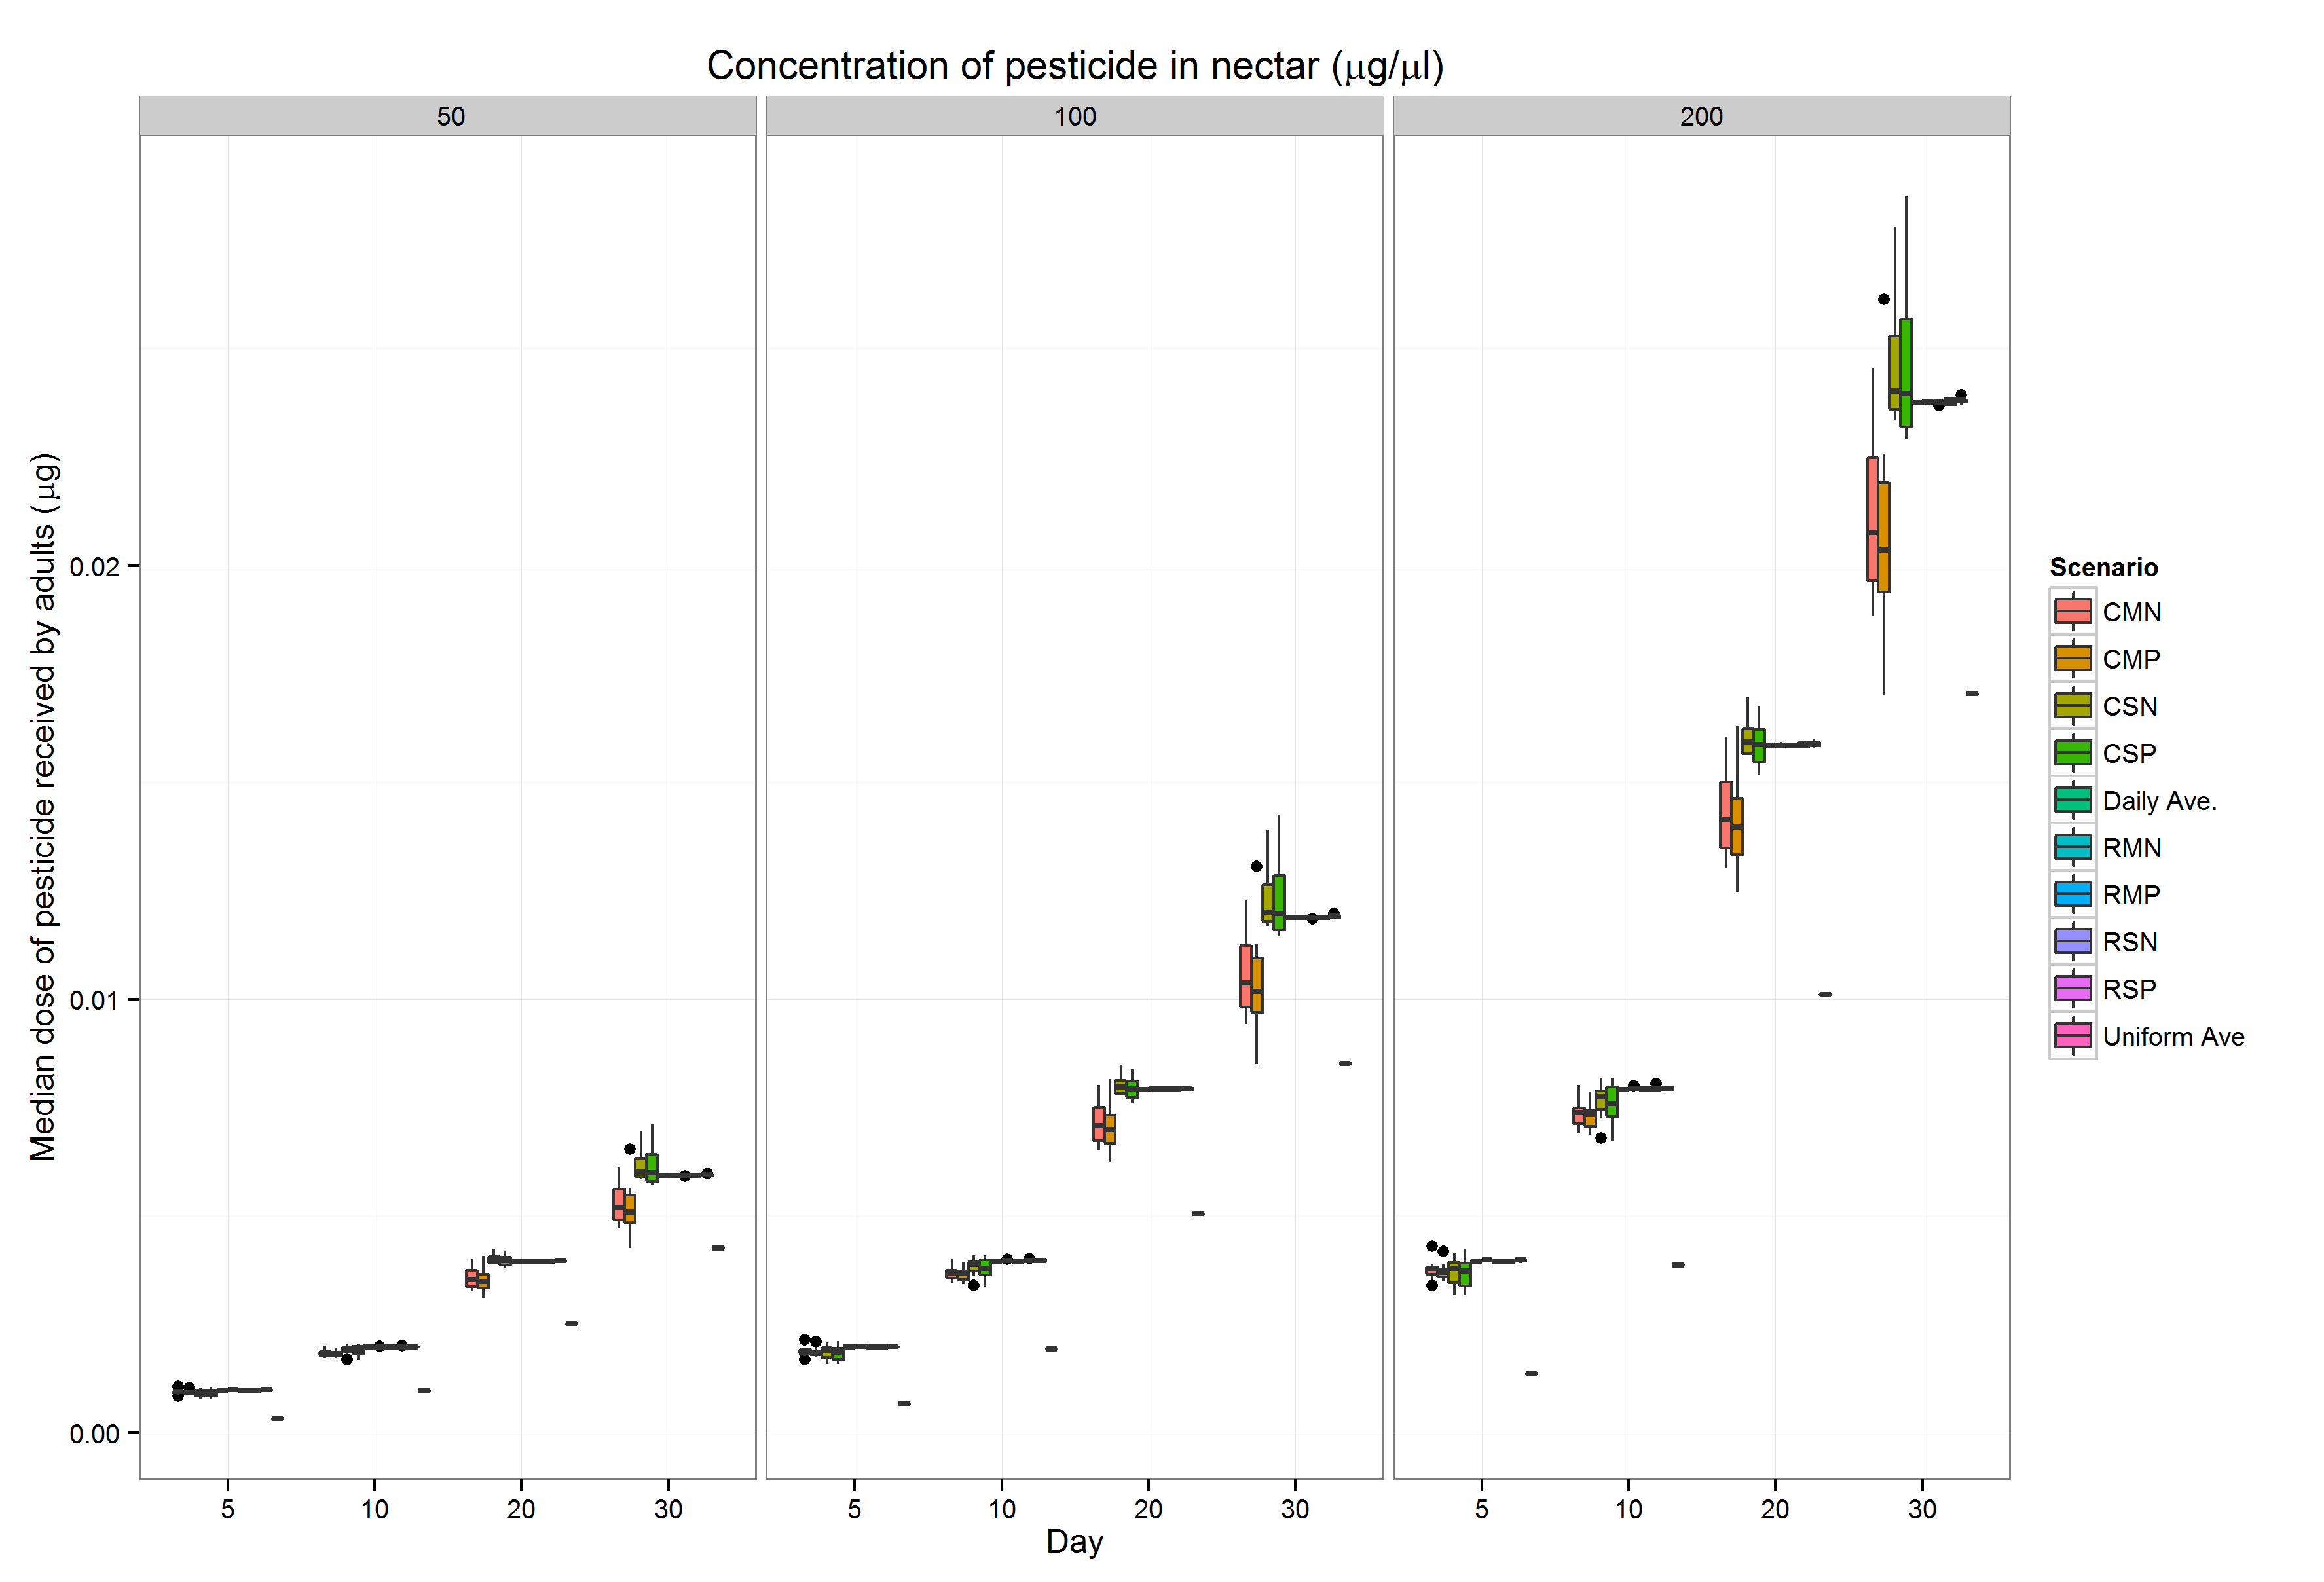 Concentration of pesticide in nectar (μg/μl)
50
100
200
Median dose of pesticide received by adults (μg)
0.02
0.01
0.00
5
10
20
30
5
10
20
30
5
10
20
30
Day
Scenario
CMN
CMP
CSN
CSP
Daily Ave.
RMN
RMP
RSN
RSP
Uniform Ave